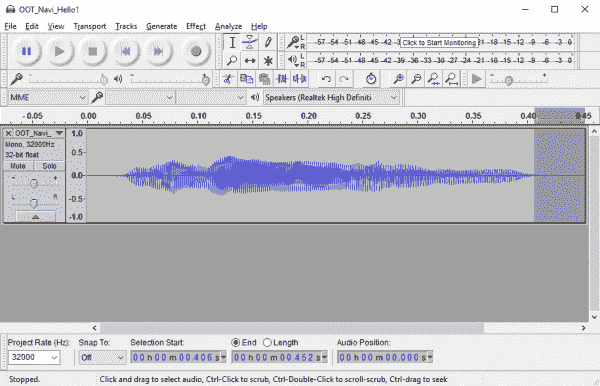 OOT_Navi_Hello1
File Edit View Transport Tracks Generate Effect Analyze Help
L R -57 -54 -51 -48 -45 -42 Click to Start Monitoring -21 -18 -15 -12 -9 -6 -3 0
L R -57 -54 -51 -48 -45 -42 -39 -36 -33 -30 -27 -24 -21 -18 -15 -12 -9 -6 -3 0
MME Speakers (Realtek High Definiti
-0.05 0.00 0.05 0.10 0.15 0.20 0.25 0.30 0.35 0.40 0.45
X OOT_Navi_ 1.0
Mono, 32000Hz
32-bit float 0.5
Mute Solo
- + 0.0
L R -0.5
-1.0
Project Rate (Hz): Snap To: Selection Start: End Length Audio Position:
32000 Off 00 h 00 m 00.406 s 00 h 00 m 00.452 s 00 h 00 m 00.000 s
Stopped. Click and drag to select audio, Ctrl-Click to scrub, Ctrl-Double-Click to scroll-scrub, Ctrl-drag to seek